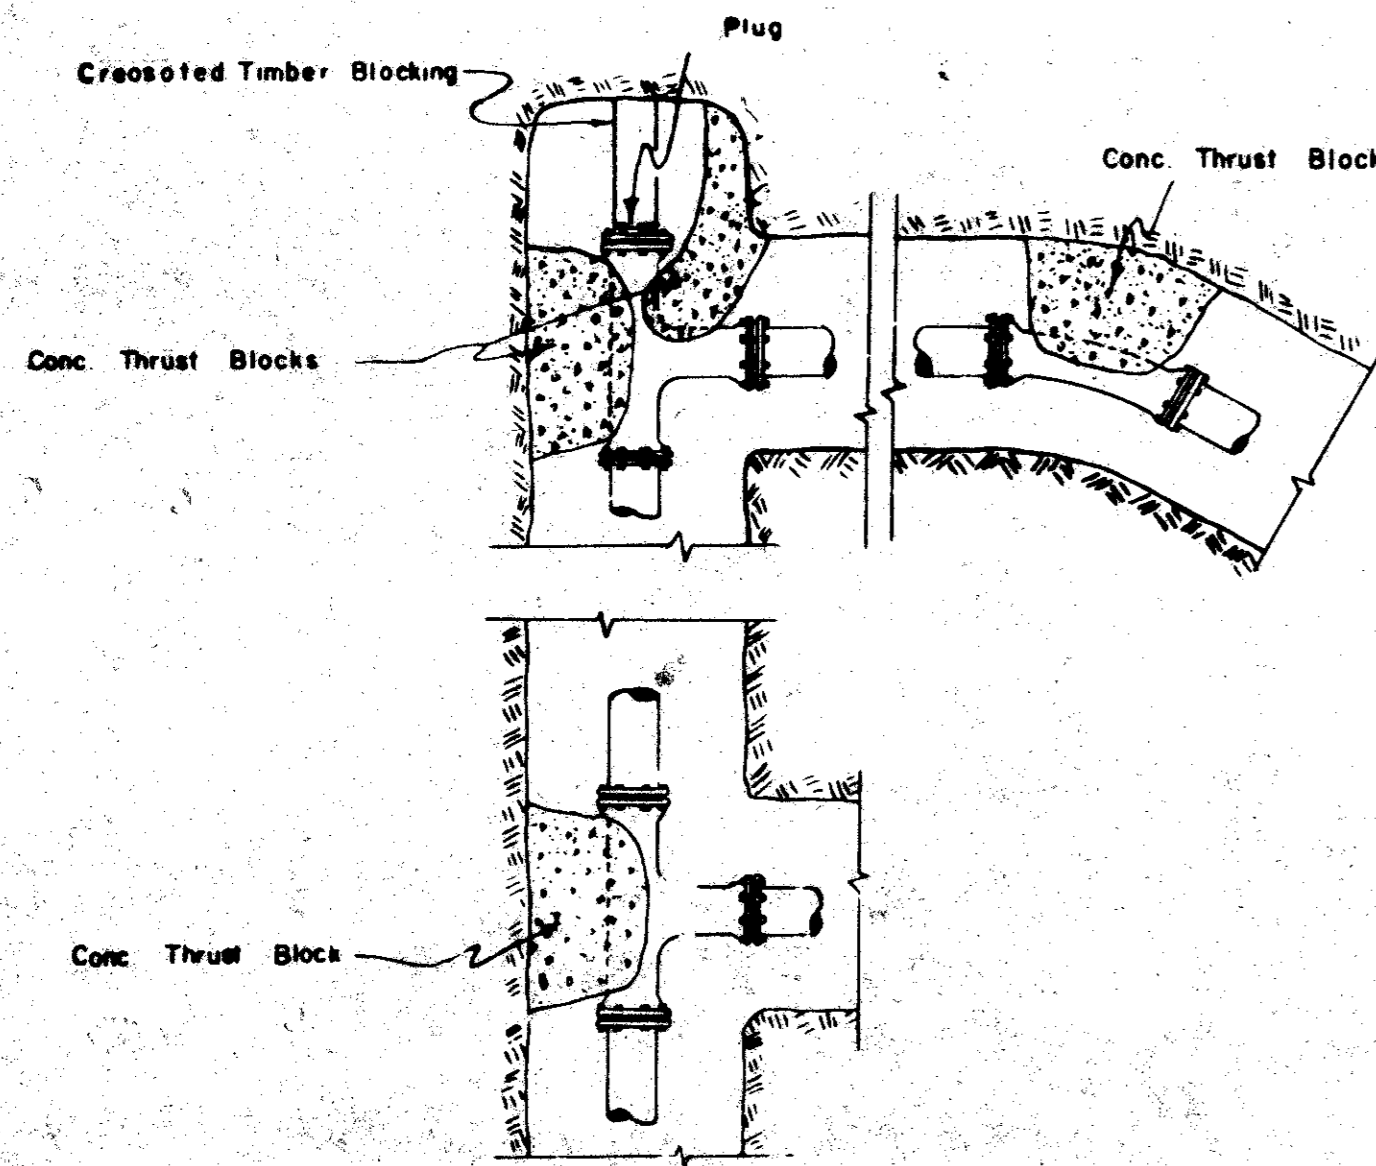 Plug
Creosoted Timber Blocking
Conc. Thrust Block
Conc. Thrust Blocks
Conc Thrust Block